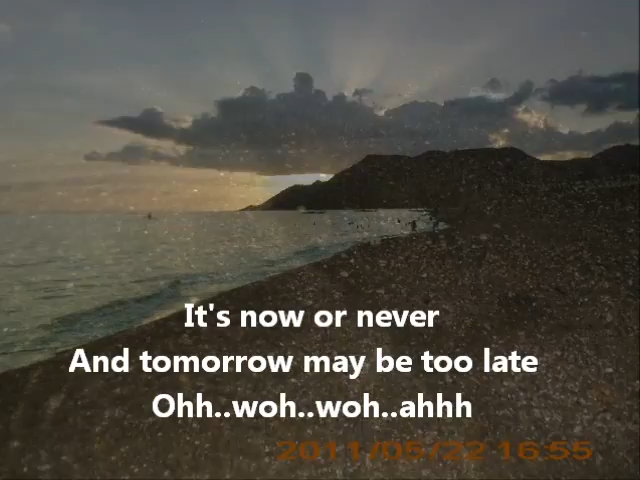 It's now or never
And tomorrow may be too late
Ohh..woh..woh..ahhh
2011/05/22 16:55